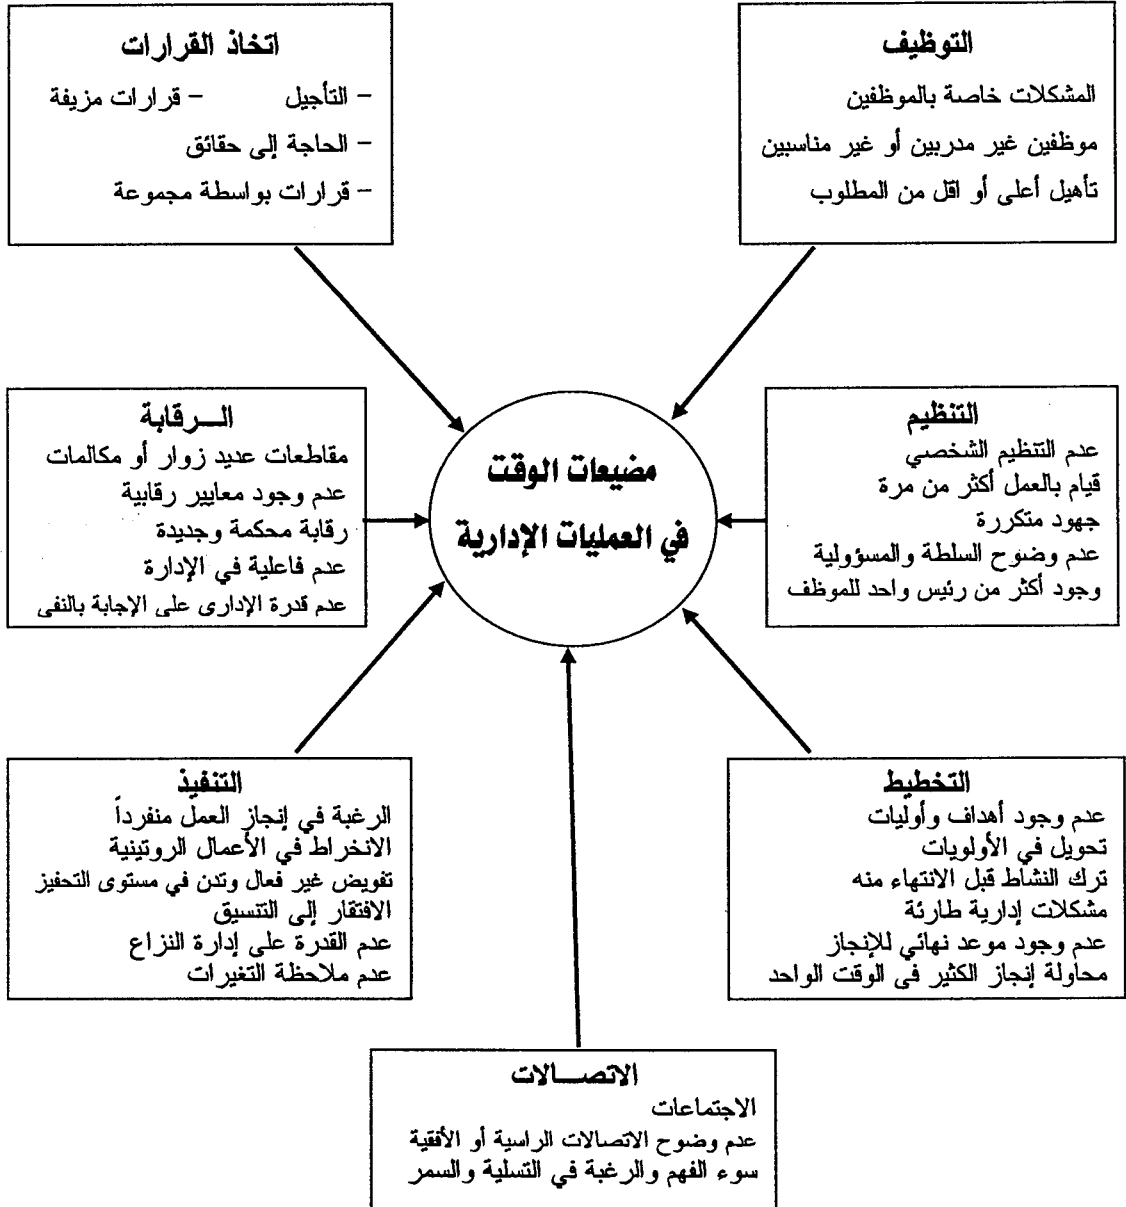 التوظيف
المشكلات خاصة بالموظفين
موظفين غير مدربين أو غير مناسبين
تأهيل أعلى أو اقل من المطلوب
اتخاذ القرارات
– التأجيل – قرارات مزيفة
– الحاجة إلى حقائق
– قرارات بواسطة مجموعة
التنظيم
عدم التنظيم الشخصي
قيام بالعمل أكثر من مرة
جهود متكررة
عدم وضوح السلطة والمسؤولية
وجود أكثر من رئيس واحد للموظف
مضيعات الوقت
في العمليات الإدارية
الـــرقابة
مقاطعات عديد زوار أو مكالمات
عدم وجود معايير رقابية
رقابة محكمة وجديدة
عدم فاعلية في الإدارة
عدم قدرة الإدارى على الإجابة بالنفى
التخطيط
عدم وجود أهداف وأوليات
تحويل في الأولويات
ترك النشاط قبل الانتهاء منه
مشكلات إدارية طارئة
عدم وجود موعد نهائي للإنجاز
محاولة إنجاز الكثير فى الوقت الواحد
التنفيذ
الرغبة في إنجاز العمل منفرداً
الانخراط في الأعمال الروتينية
تفويض غير فعال وتدن في مستوى التحفيز
الافتقار إلى التنسيق
عدم القدرة على إدارة النزاع
عدم ملاحظة التغيرات
الاتصـــالات
الاجتماعات
عدم وضوح الاتصالات الراسية أو الأفقية
سوء الفهم والرغبة في التسلية والسمر